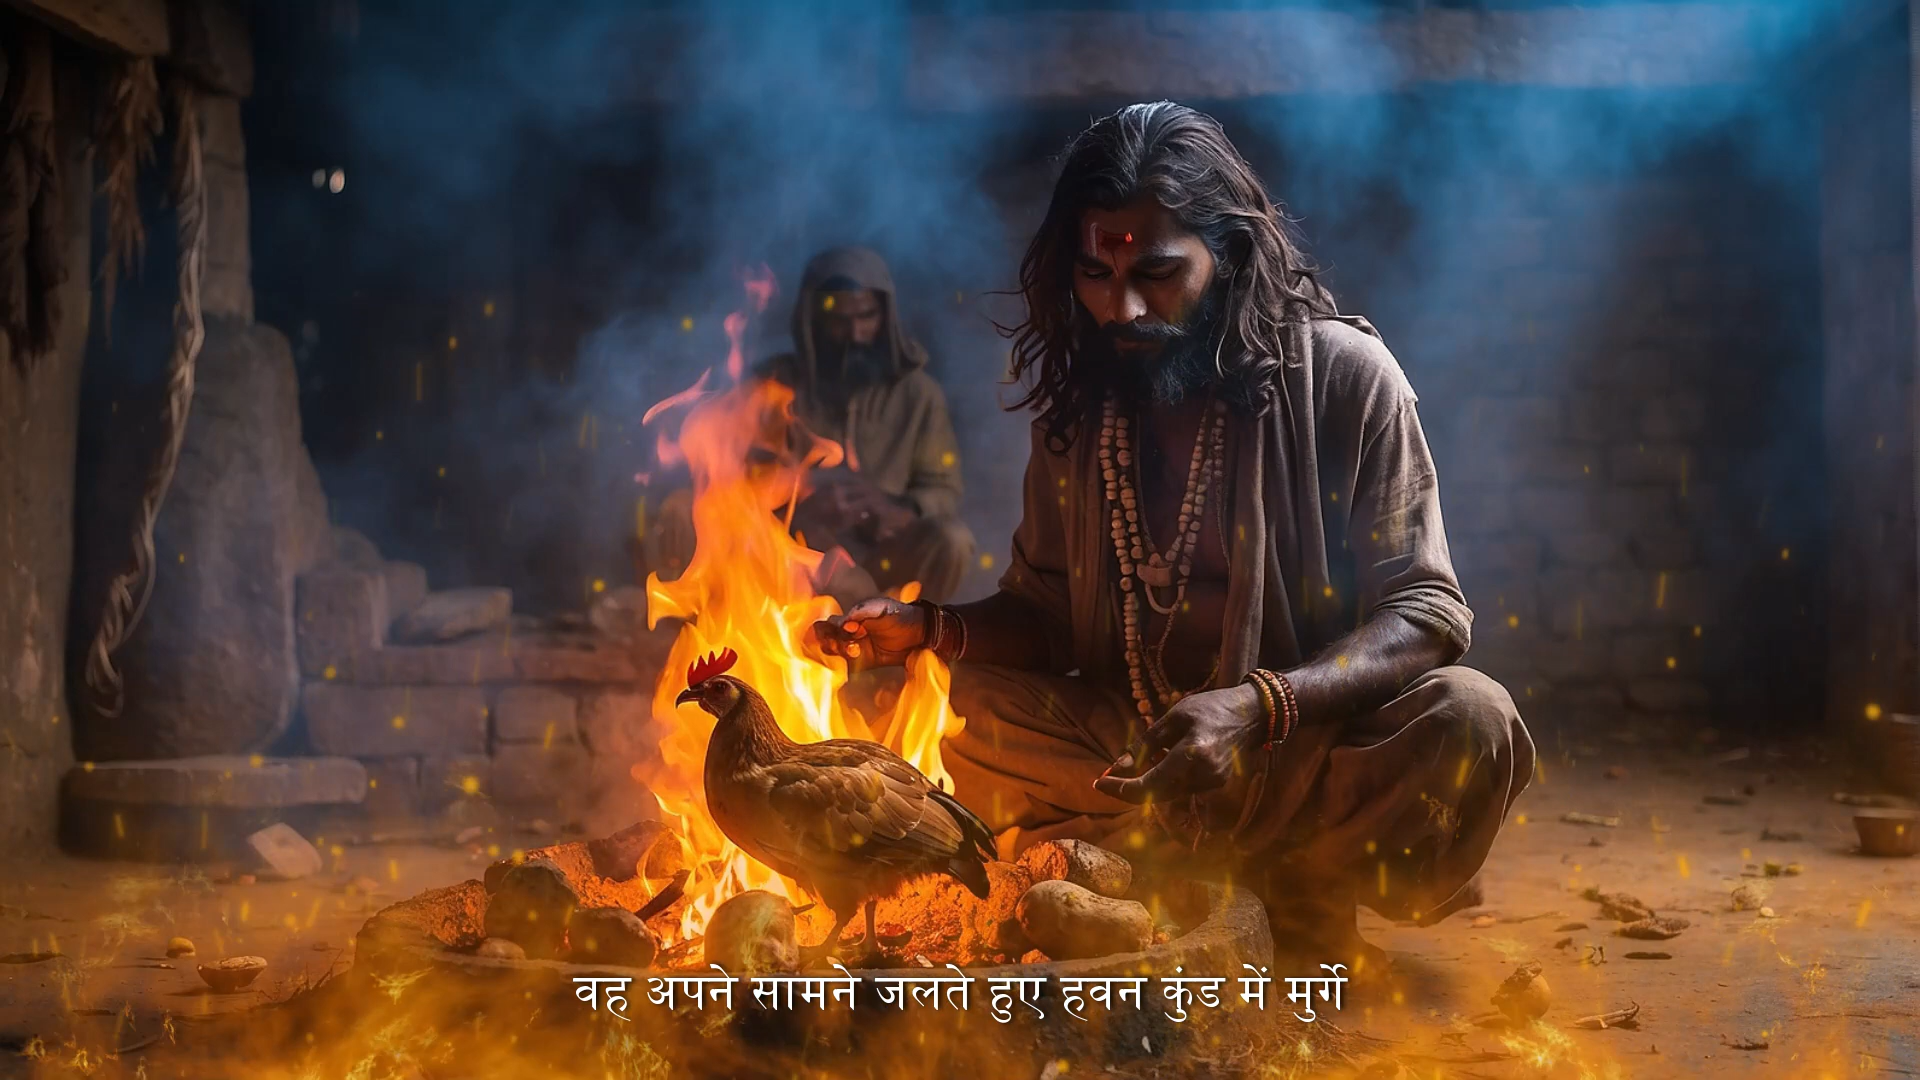 वह अपने सामने जलते हुए हवन कुंड में मुर्गे